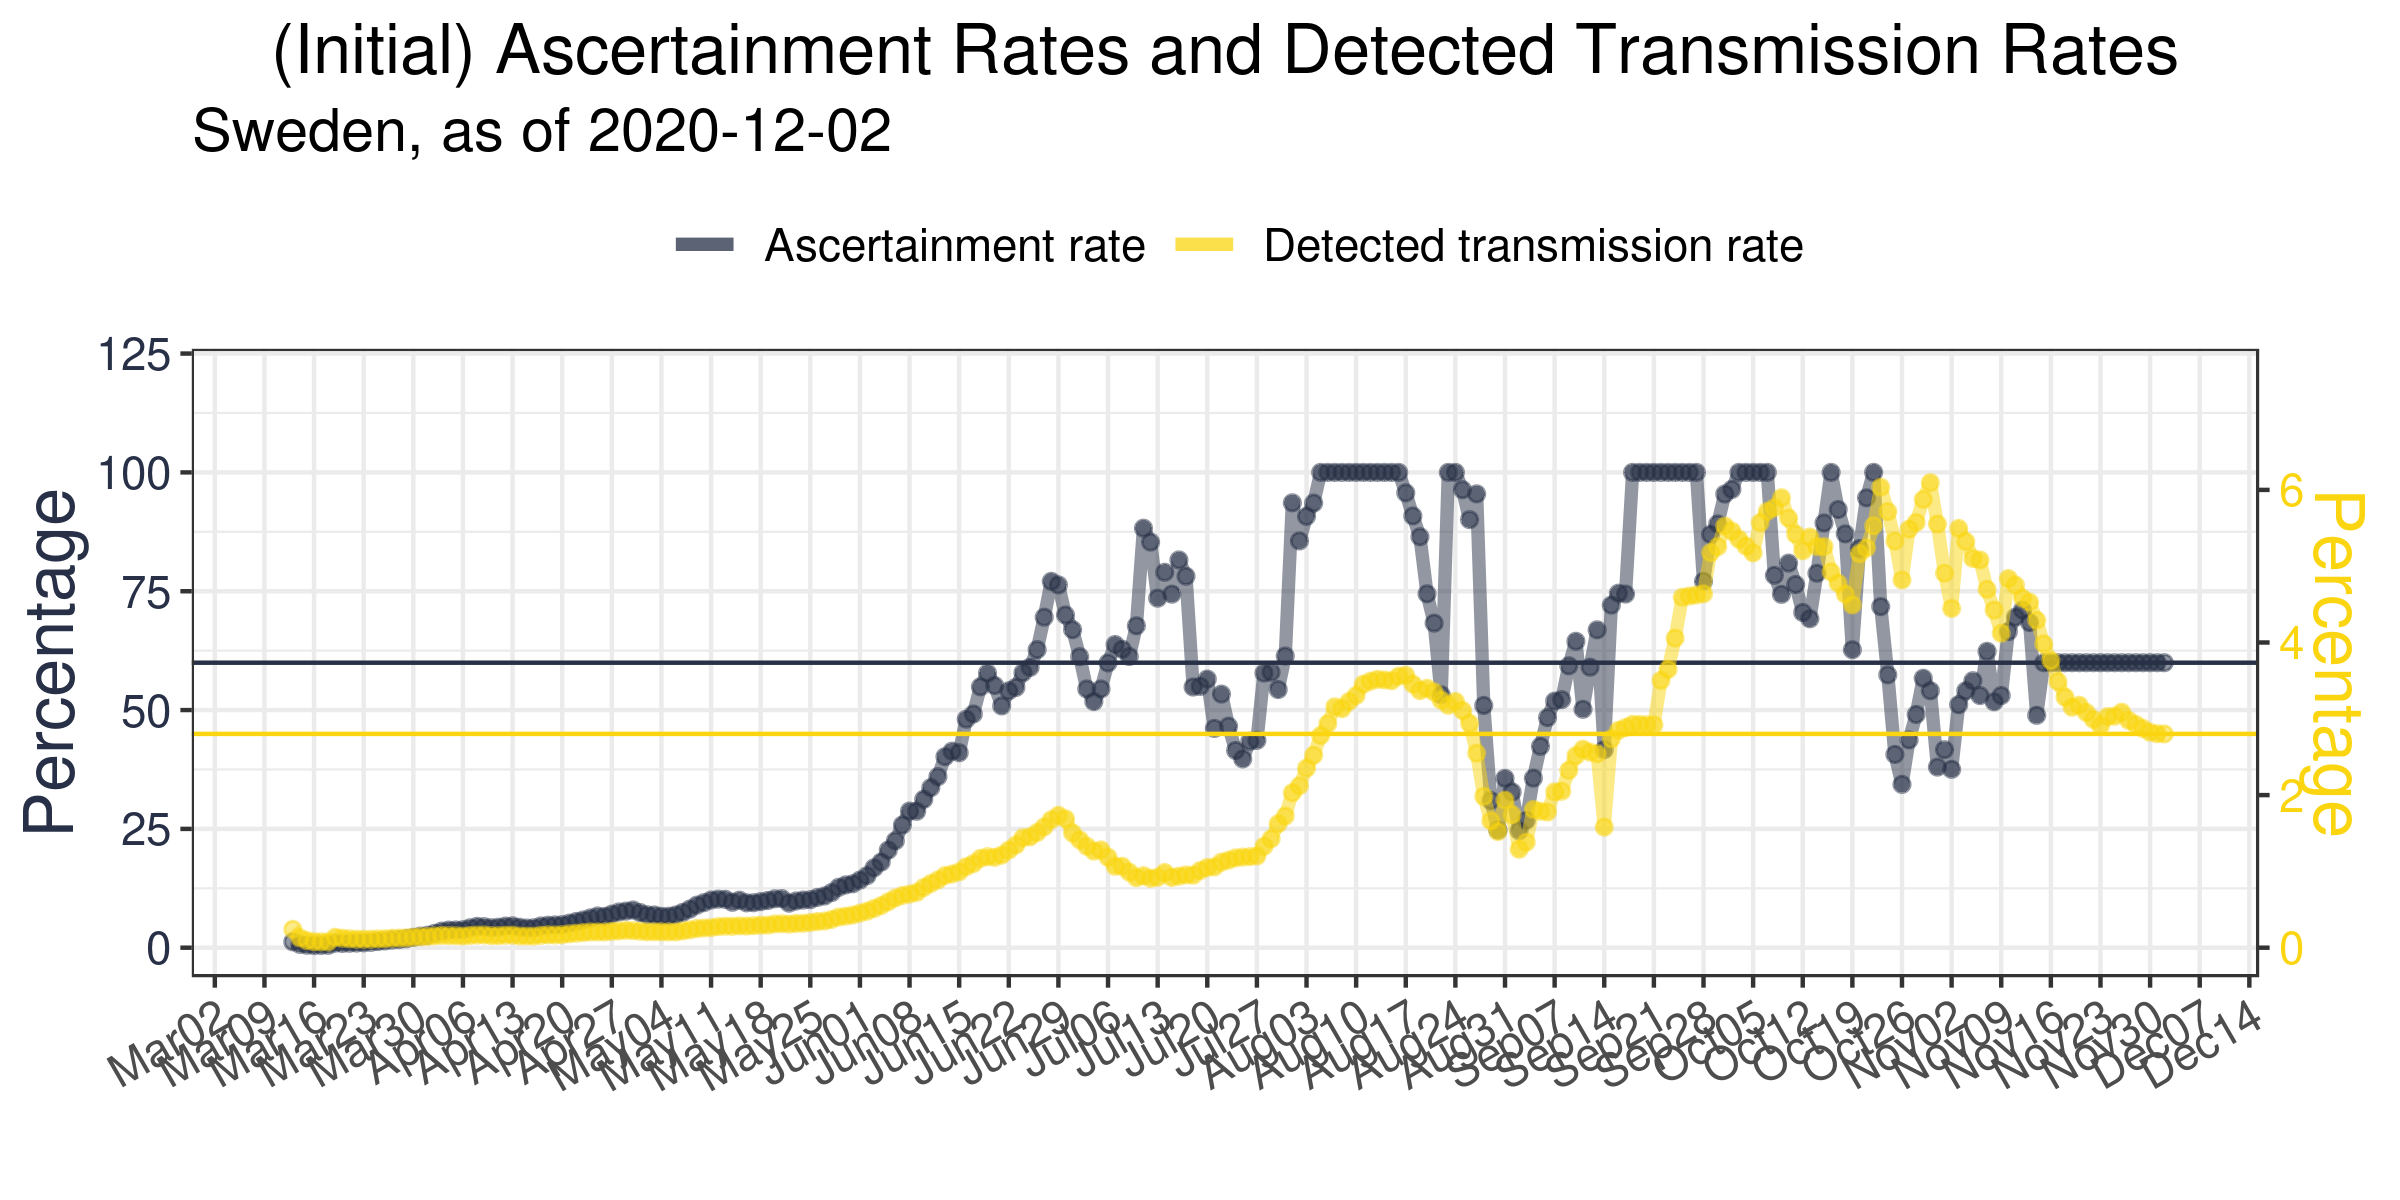 (Initial) Ascertainment Rates and Detected Transmission Rates
Sweden, as of 2020-12-02
Ascertainment rate
Detected transmission rate
Percentage
125
100
75
50
25
0
6
4
2
0
Percentage
Mar02
Mar09
Mar16
Mar23
Mar30
Apr06
Apr13
Apr20
Apr27
May04
May11
May18
May25
Jun01
Jun08
Jun15
Jun22
Jun29
Jul06
Jul13
Jul20
Jul27
Aug03
Aug10
Aug17
Aug24
Aug31
Sep07
Sep14
Sep21
Sep28
Oct05
Oct12
Oct19
Oct26
Nov02
Nov09
Nov16
Nov23
Nov30
Dec07
Dec14